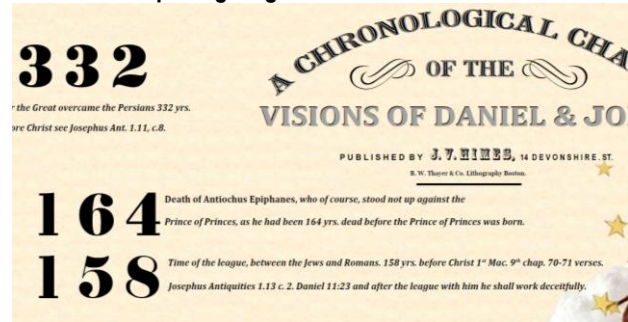 332
the Great overcame the Persians 332 yrs.
Christ see Josephus Ant. 1.11, c.8.
A CHRONOLOGICAL
OF THE
VISIONS OF DANIEL &
PUBLISHED BY J.V.HIMES, 14 DEVONSHIRE.ST.
B. W. Thayer & Co. Lithography Boston.
164
Death of Antiochus Epiphanes, who of course, stood not up against the
Prince of Princes, as he had been 164 yrs. dead before the Prince of Princes was born.
158
Time of the league, between the Jews and Romans. 158 yrs. before Christ 1st Mac. 9th chap. 70-71 verses.
Josephus Antiquities 1.13 c. 2. Daniel 11:23 and after the league with him he shall work deceitfully.